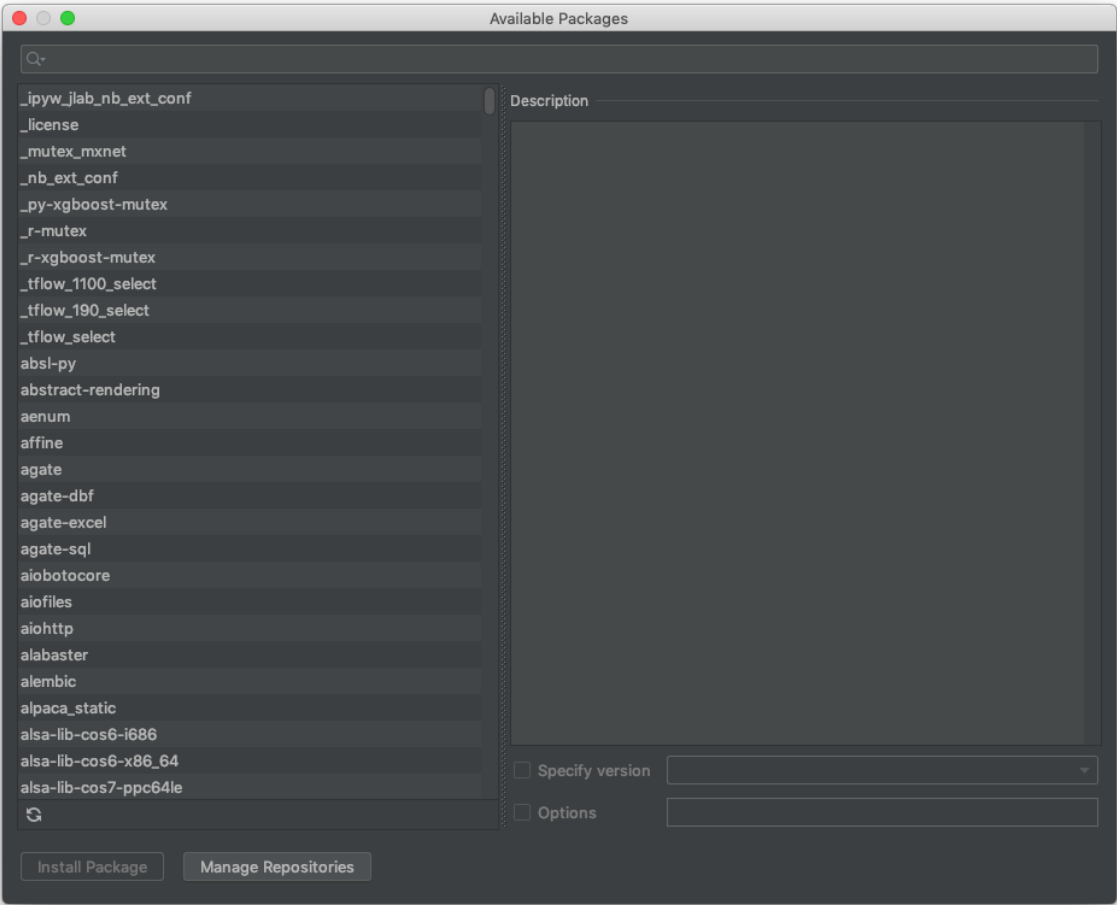 Available Packages
_ipyw_jlab_nb_ext_conf
_license
_mutex_mxnet
_nb_ext_conf
_py-xgboost-mutex
_r-mutex
_r-xgboost-mutex
_tflow_1100_select
_tflow_190_select
_tflow_select
absl-py
abstract-rendering
aenum
affine
agate
agate-dbf
agate-excel
agate-sql
aiobotocore
aiofiles
aiohttp
alabaster
alembic
alpaca_static
alsa-lib-cos6-i686
alsa-lib-cos6-x86_64
alsa-lib-cos7-ppc64le
Description
Specify version
Options
Install Package
Manage Repositories